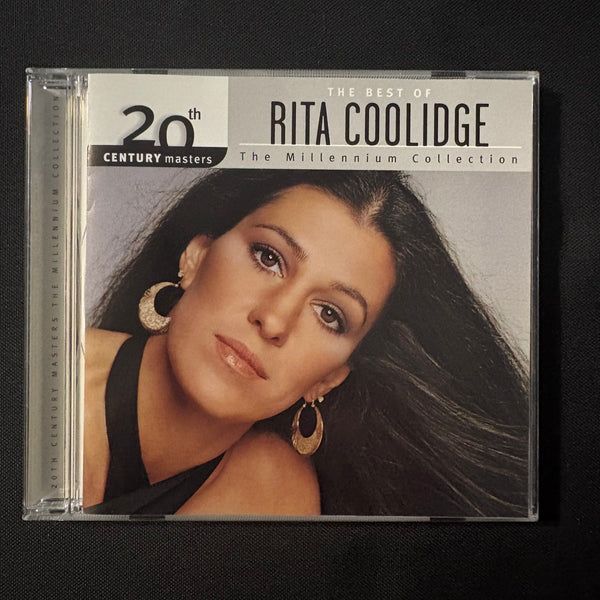 20th
CENTURY masters
THE BEST OF
RITA COOLIDGE
The Millennium Collection
20TH CENTURY MASTERS THE MILLENNIUM COLLECTION